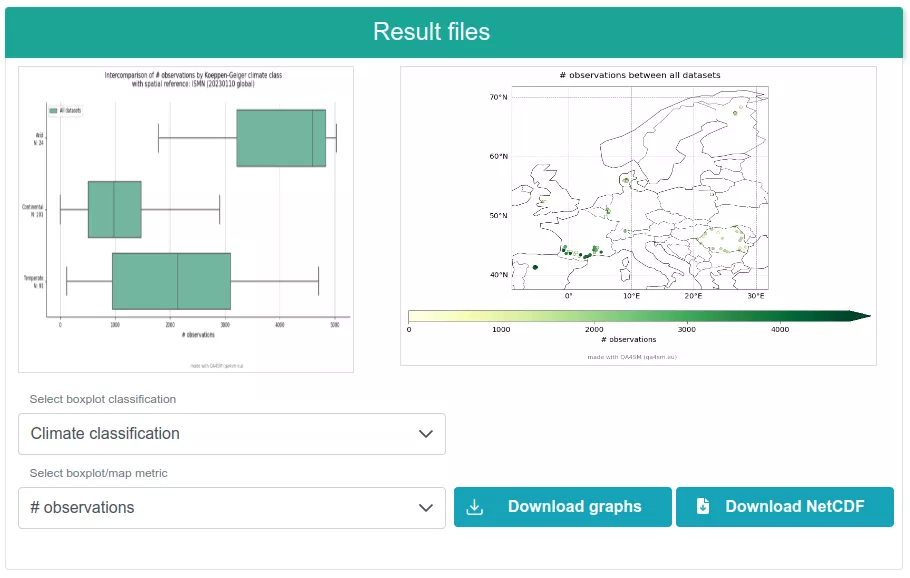 Result files
Intercomparison of # observations by Koeppen-Geiger climate class
with spatial reference: ISMN (20230110 global)
All datasets
Arid
N: 24
Continental
Temperate
N: 91
0 1000 2000 3000 4000 5000
# observations
made with QA4SM (qa4sm.eu)
# observations between all datasets
70°N
60°N
50°N
40°N
0° 10°E 20°E 30°E
0 1000 2000 3000 4000
# observations
made with QA4SM (qa4sm.eu)
Select boxplot classification
Climate classification
Select boxplot/map metric
# observations
Download graphs
Download NetCDF